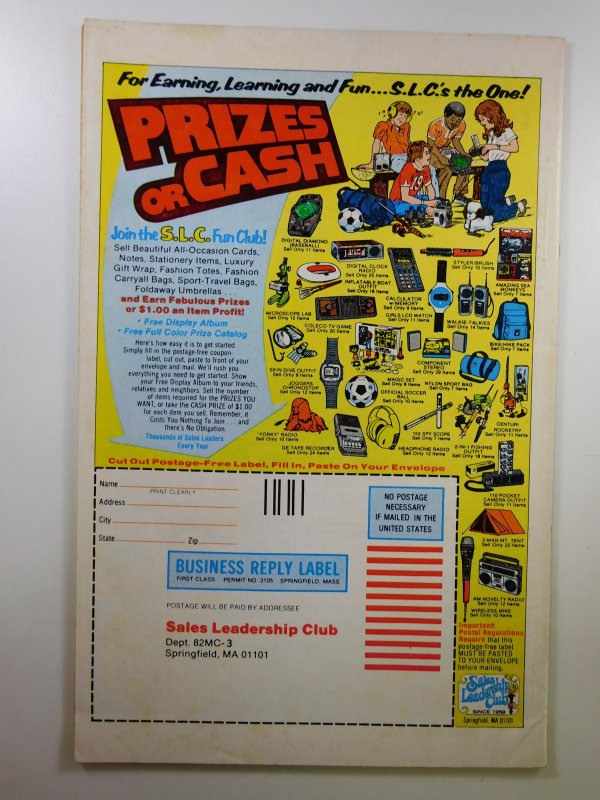 For Earning, Learning and Fun...S.L.C.'s the One!
PRIZES
OR CASH
Join the S.L.C. Fun Club!
Sell Beautiful All-Occasion Cards,
Notes, Stationery Items, Luxury
Gift Wrap, Fashion Totes, Fashion
Carryall Bags, Sport-Travel Bags,
Foldaway Umbrellas . . .
and Earn Fabulous Prizes
or $1.00 an Item Profit!
• Free Display Album
• Free Full Color Prize Catalog
Here's how easy it is to get started.
Simply fill in the postage-free coupon-
label, cut out, paste to front of your
envelope and mail. We'll rush you
everything you need to get started. Show
your Free Display Album to your friends,
relatives and neighbors. Sell the number
of items required for the PRIZES YOU
WANT, or take the CASH PRIZE of $1.00
for each item you sell. Remember, it
Costs You Nothing to Join . . . and
there's No Obligation.
Thousands of Sales Leaders
Every Year
19
DIGITAL DIAMOND
(BASEBALL)
Sell Only 11 Items
DIGITAL CLOCK
RADIO
Sell Only 25 Items
STYLER/BRUSH
Sell Only 10 Items
INFLATABLE BOAT
OUTFIT
Sell Only 18 Items
AMAZING SEA
MONKEYS
Sell Only 7 Items
CALCULATOR
W/MEMORY
Sell Only 9 Items
MICROSCOPE LAB
Sell Only 12 Items
GIRLS LCD WATCH
Sell Only 11 Items
WALKIE-TALKIES
Sell Only 14 Items
COLECO TV GAME
Sell Only 20 Items
BIKE/HIKE PACK
Sell Only 7 Items
COMPONENT
STEREO
Sell Only 29 Items
SKIN DIVE OUTFIT
Sell Only 9 Items
MAGIC SET
Sell Only 8 Items
NYLON SPORT BAG
Sell Only 7 Items
JOGGERS
CHRONOSTOP
Sell Only 12 Items
OFFICIAL SOCCER
BALL
Sell Only 10 Items
CENTURI
ROCKETRY
Sell Only 11 Items
"YORKY" RADIO
Sell Only 10 Items
15X SPY SCOPE
Sell Only 7 Items
GE TAPE RECORDER
Sell Only 24 Items
HEADPHONE RADIO
Sell Only 12 Items
2-IN-1 FISHING
OUTFIT
Sell Only 18 Items
110 POCKET
CAMERA OUTFIT
Sell Only 11 Items
2-MAN MT. TENT
Sell Only 22 Items
AM NOVELTY RADIO
Sell Only 12 Items
WIRELESS MIKE
Sell Only 10 Items
Cut Out Postage-Free Label, Fill In, Paste On Your Envelope
Name
PRINT CLEARLY
Address
City
State Zip
NO POSTAGE
NECESSARY
IF MAILED IN THE
UNITED STATES
BUSINESS REPLY LABEL
FIRST CLASS PERMIT NO. 3105 SPRINGFIELD, MASS
POSTAGE WILL BE PAID BY ADDRESSEE
Sales Leadership Club
Dept. 82MC-3
Springfield, MA 01101
Important!
Postal Regulations
Require that this
postage-free label
MUST BE PASTED
TO YOUR ENVELOPE
before mailing.
Sales
Leadership
Club
SINCE 1958
Springfield, MA 01101